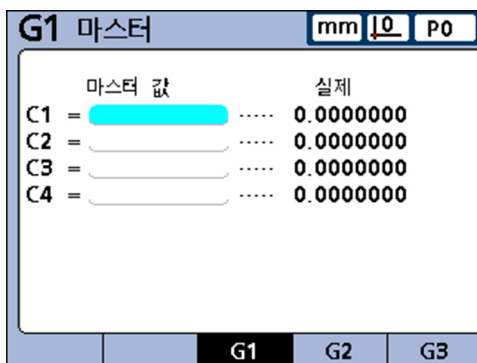 G1 마스터 mm 0 P0
마스터 값 실제
C1 = ..... 0.0000000
C2 = ..... 0.0000000
C3 = ..... 0.0000000
C4 = ..... 0.0000000
G1 G2 G3